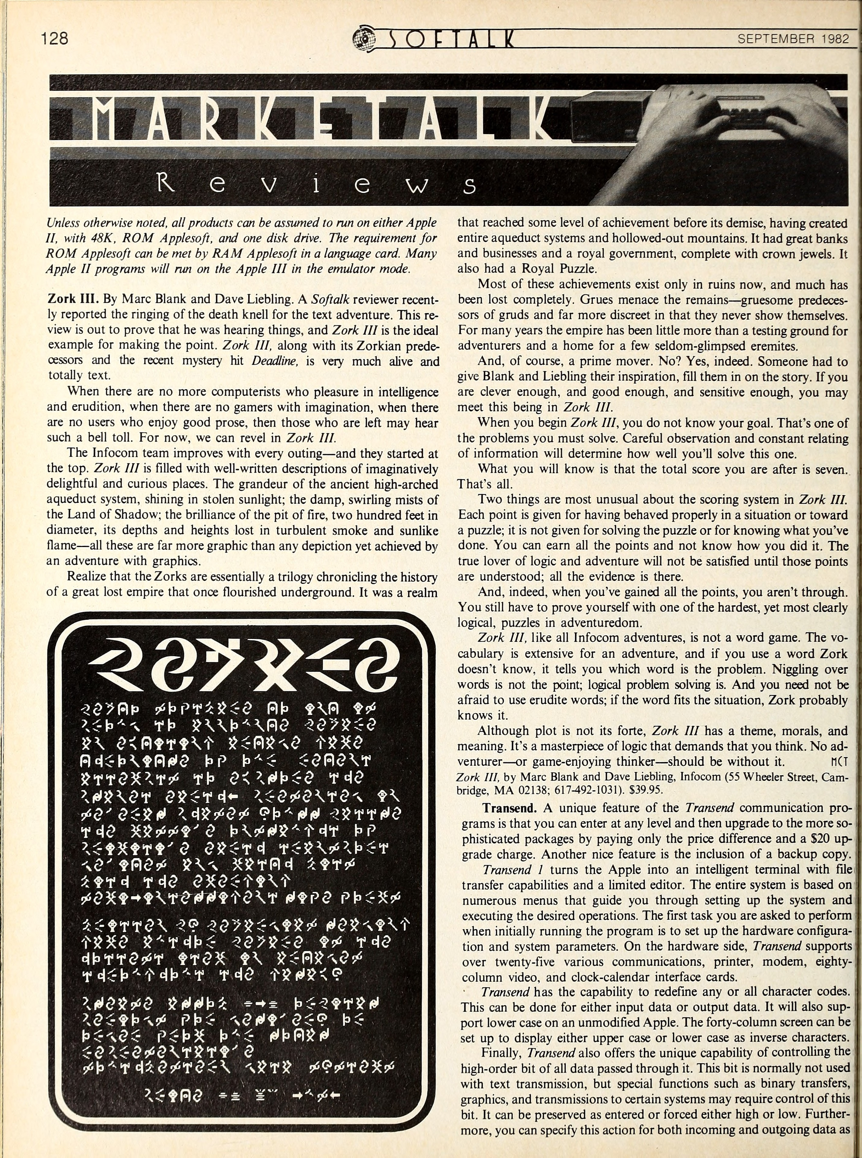 128
SOFTALK
SEPTEMBER 1982
MARKETALK
Reviews
Unless otherwise noted, all products can be assumed to run on either Apple
II, with 48K, ROM Applesoft, and one disk drive. The requirement for
ROM Applesoft can be met by RAM Applesoft in a language card. Many
Apple II programs will run on the Apple III in the emulator mode.
Zork III. By Marc Blank and Dave Liebling. A Softalk reviewer recent-
ly reported the ringing of the death knell for the text adventure. This re-
view is out to prove that he was hearing things, and Zork III is the ideal
example for making the point. Zork III, along with its Zorkian prede-
cessors and the recent mystery hit Deadline, is very much alive and
totally text.
When there are no more computerists who pleasure in intelligence
and erudition, when there are no gamers with imagination, when there
are no users who enjoy good prose, then those who are left may hear
such a bell toll. For now, we can revel in Zork III.
The Infocom team improves with every outing—and they started at
the top. Zork III is filled with well-written descriptions of imaginatively
delightful and curious places. The grandeur of the ancient high-arched
aqueduct system, shining in stolen sunlight; the damp, swirling mists of
the Land of Shadow; the brilliance of the pit of fire, two hundred feet in
diameter, its depths and heights lost in turbulent smoke and sunlike
flame—all these are far more graphic than any depiction yet achieved by
an adventure with graphics.
Realize that the Zorks are essentially a trilogy chronicling the history
of a great lost empire that once flourished underground. It was a realm
that reached some level of achievement before its demise, having created
entire aqueduct systems and hollowed-out mountains. It had great banks
and businesses and a royal government, complete with crown jewels. It
also had a Royal Puzzle.
Most of these achievements exist only in ruins now, and much has
been lost completely. Grues menace the remains—gruesome predeces-
sors of gruds and far more discreet in that they never show themselves.
For many years the empire has been little more than a testing ground for
adventurers and a home for a few seldom-glimpsed eremites.
And, of course, a prime mover. No? Yes, indeed. Someone had to
give Blank and Liebling their inspiration, fill them in on the story. If you
are clever enough, and good enough, and sensitive enough, you may
meet this being in Zork III.
When you begin Zork III, you do not know your goal. That's one of
the problems you must solve. Careful observation and constant relating
of information will determine how well you'll solve this one.
What you will know is that the total score you are after is seven.
That's all.
Two things are most unusual about the scoring system in Zork III.
Each point is given for having behaved properly in a situation or toward
a puzzle; it is not given for solving the puzzle or for knowing what you've
done. You can earn all the points and not know how you did it. The
true lover of logic and adventure will not be satisfied until those points
are understood; all the evidence is there.
And, indeed, when you've gained all the points, you aren't through.
You still have to prove yourself with one of the hardest, yet most clearly
logical, puzzles in adventuredom.
Zork III, like all Infocom adventures, is not a word game. The vo-
cabulary is extensive for an adventure, and if you use a word Zork
doesn't know, it tells you which word is the problem. Niggling over
words is not the point; logical problem solving is. And you need not be
afraid to use erudite words; if the word fits the situation, Zork probably
knows it.
Although plot is not its forte, Zork III has a theme, morals, and
meaning. It's a masterpiece of logic that demands that you think. No ad-
venturer—or game-enjoying thinker—should be without it. MCT
Zork III, by Marc Blank and Dave Liebling, Infocom (55 Wheeler Street, Cam-
bridge, MA 02138; 617-492-1031). $39.95.
Transend. A unique feature of the Transend communication pro-
grams is that you can enter at any level and then upgrade to the more so-
phisticated packages by paying only the price difference and a $20 up-
grade charge. Another nice feature is the inclusion of a backup copy.
Transend 1 turns the Apple into an intelligent terminal with file
transfer capabilities and a limited editor. The entire system is based on
numerous menus that guide you through setting up the system and
executing the desired operations. The first task you are asked to perform
when initially running the program is to set up the hardware configura-
tion and system parameters. On the hardware side, Transend supports
over twenty-five various communications, printer, modem, eighty-
column video, and clock-calendar interface cards.
Transend has the capability to redefine any or all character codes.
This can be done for either input data or output data. It will also sup-
port lower case on an unmodified Apple. The forty-column screen can be
set up to display either upper case or lower case as inverse characters.
Finally, Transend also offers the unique capability of controlling the
high-order bit of all data passed through it. This bit is normally not used
with text transmission, but special functions such as binary transfers,
graphics, and transmissions to certain systems may require control of this
bit. It can be preserved as entered or forced either high or low. Further-
more, you can specify this action for both incoming and outgoing data as